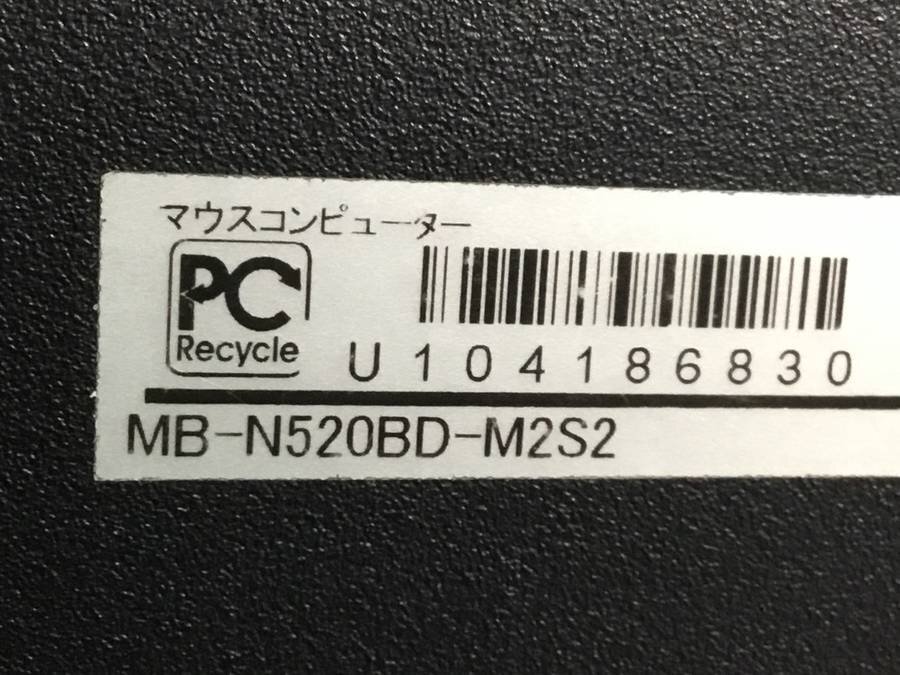 マウスコンピューター
PC
Recycle
U104186830
MB-N520BD-M2S2